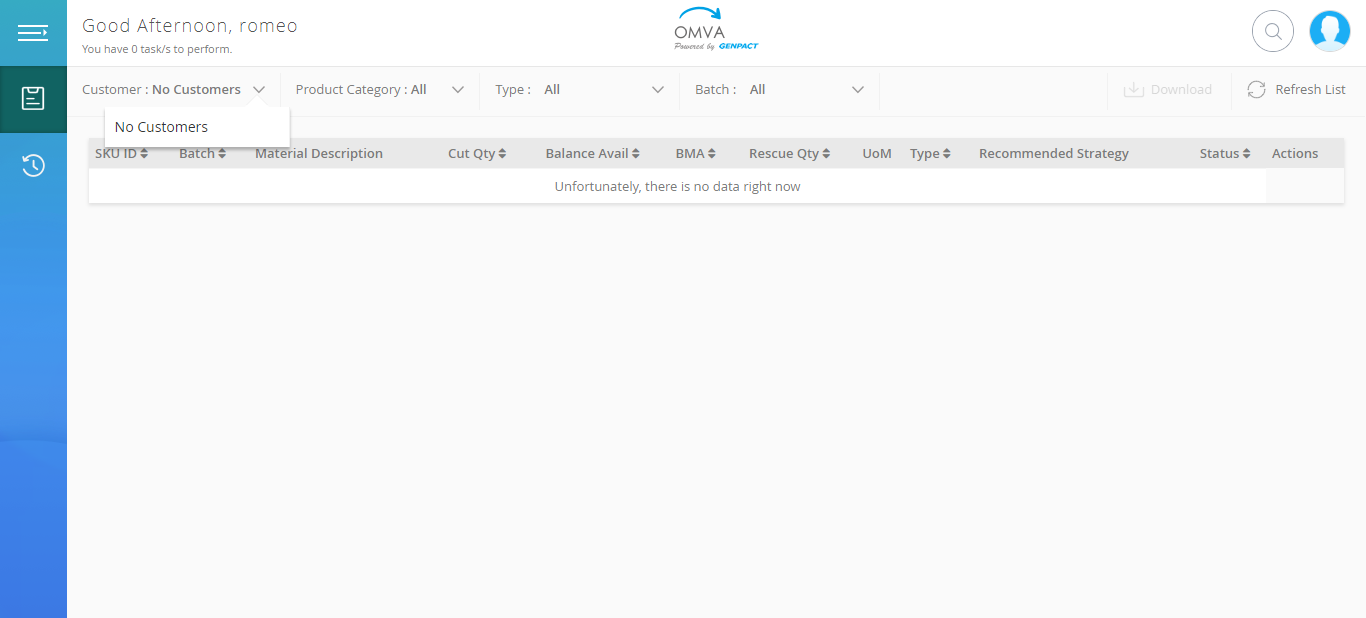 Good Afternoon, romeo
You have 0 task/s to perform.
OMVA
Powered by GENPACT
Customer : No Customers
Product Category : All
Type : All
Batch : All
Download
Refresh List
No Customers
SKU ID Batch Material Description Cut Qty Balance Avail BMA Rescue Qty UoM Type Recommended Strategy Status Actions
Unfortunately, there is no data right now